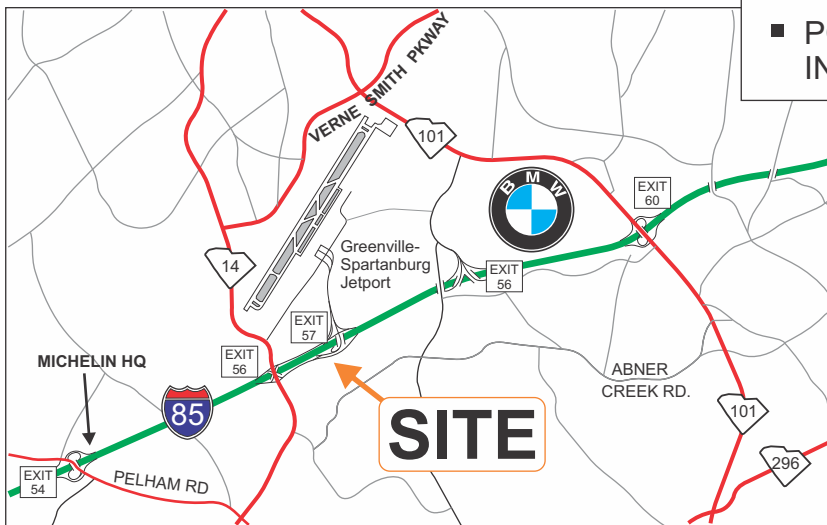 VERNE SMITH PKWAY
101
BMW
EXIT
60
Greenville-
Spartanburg
Jetport
14
EXIT
56
EXIT
57
EXIT
56
MICHELIN HQ
85
ABNER
CREEK RD.
SITE
101
296
EXIT
54
PELHAM RD